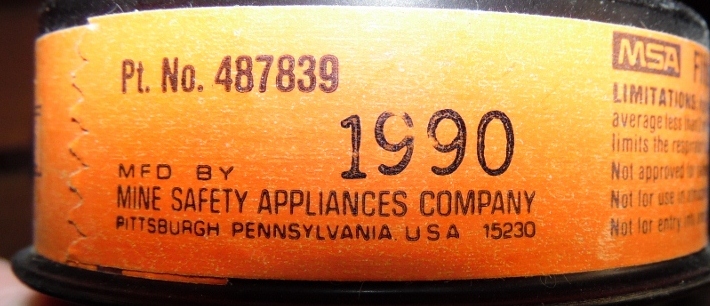 Pt. No. 487839
1990
MFD BY
MINE SAFETY APPLIANCES COMPANY
PITTSBURGH PENNSYLVANIA USA 15230
MSA
LIMITATIONS
average less
limits the
Not approved for
Not for use in
Not for entry